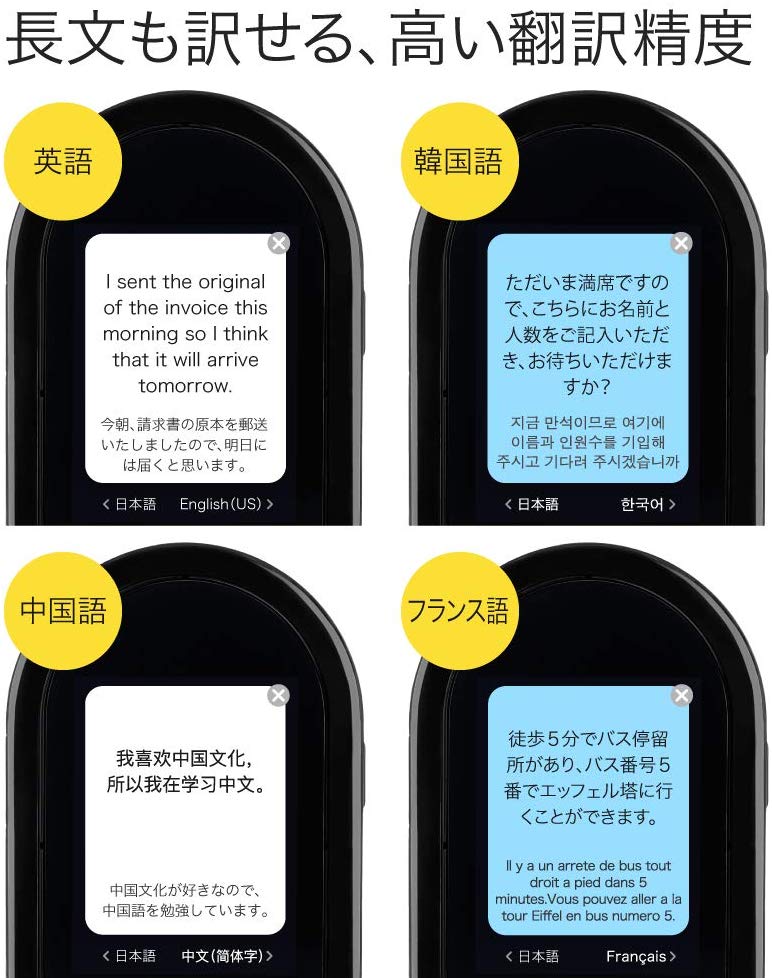 長文も訳せる、高い翻訳精度
英語
I sent the original
of the invoice this
morning so I think
that it will arrive
tomorrow.
今朝、請求書の原本を郵送
いたしましたので、明日に
は届くと思います。
日本語 English(US)
韓国語
ただいま満席ですの
で、こちらにお名前と
人数をご記入いただ
き、お待ちいただけま
すか？
지금 만석이므로 여기에
이름과 인원수를 기입해
주시고 기다려 주시겠습니까
日本語 한국어
中国語
我喜欢中国文化，
所以我在学习中文。
中国文化が好きなので、
中国語を勉強しています。
日本語 中文(简体字)
フランス語
徒歩５分でバス停留
所があり、バス番号５
番でエッフェル塔に行
くことができます。
Il y a un arrete de bus tout
droit a pied dans 5
minutes.Vous pouvez aller a la
tour Eiffel en bus numero 5.
日本語 Français